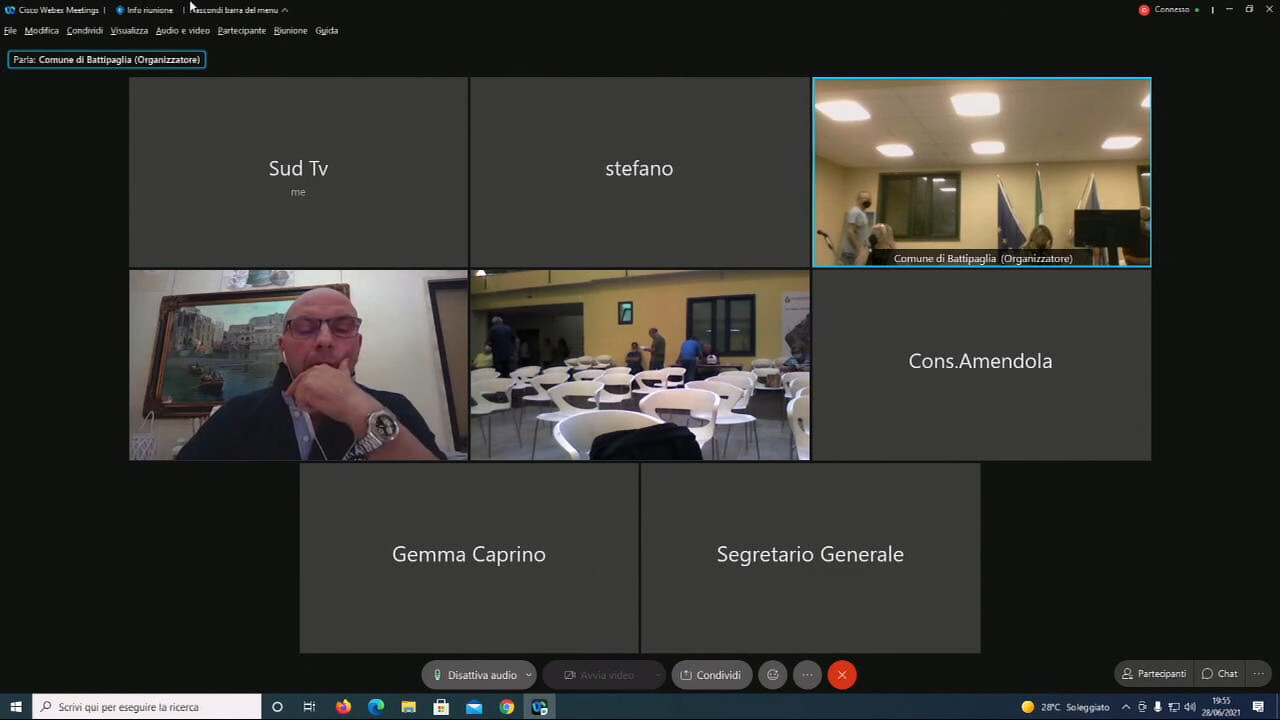 Cisco Webex Meetings
Info riunione
Nascondi barra del menu
Connesso
File Modifica Condividi Visualizza Audio e video Partecipante Riunione Guida
Parla: Comune di Battipaglia (Organizzatore)
Sud Tv
me
stefano
Comune di Battipaglia (Organizzatore)
Cons.Amendola
Gemma Caprino
Segretario Generale
Disattiva audio
Avvia video
Condividi
Partecipanti
Chat
Scrivi qui per eseguire la ricerca
28°C Soleggiato
19:55
28/06/2021